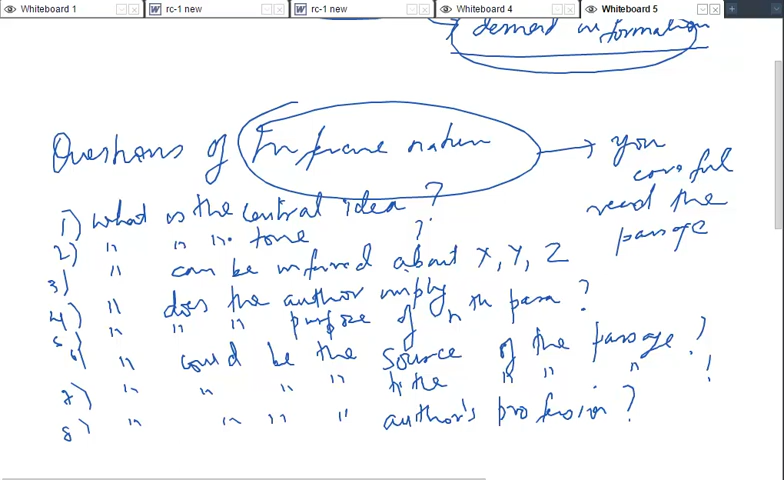 Whiteboard 1
rc-1 new
rc-1 new
Whiteboard 4
Whiteboard 5
demand information
Questions of Inference nature → you
careful
read the
passage
1) what is the central idea ?
2) " " " tone ?
3) " can be inferred about X, Y, Z
4) " does the author imply
5) " " " purpose of " th para ?
6) " could be the source of the passage ?
7) " " " " " the " " " !
8) " " " " author's profession ?